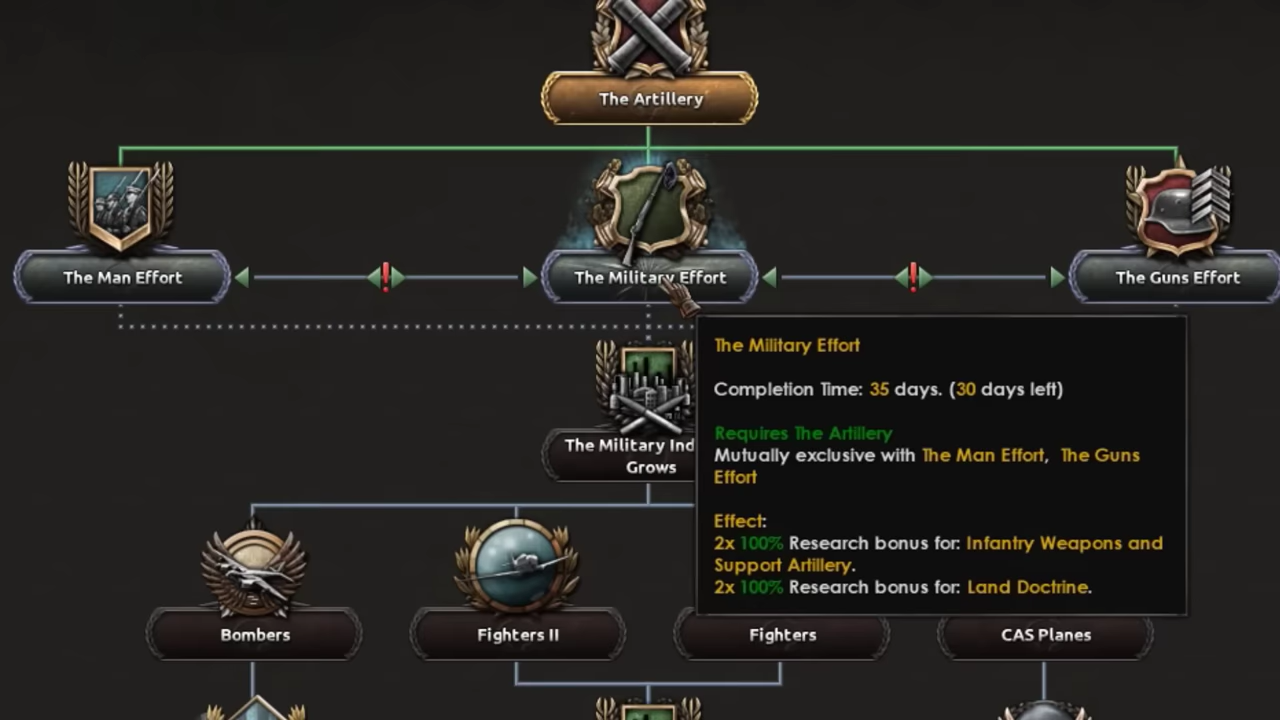 The Artillery
The Man Effort
The Military Effort
The Guns Effort
The Military Effort
Completion Time: 35 days. (30 days left)
Requires The Artillery
Mutually exclusive with The Man Effort, The Guns
Effort
Effect:
2x 100% Research bonus for: Infantry Weapons and
Support Artillery.
2x 100% Research bonus for: Land Doctrine.
The Military Ind
Grows
Bombers
Fighters II
Fighters
CAS Planes